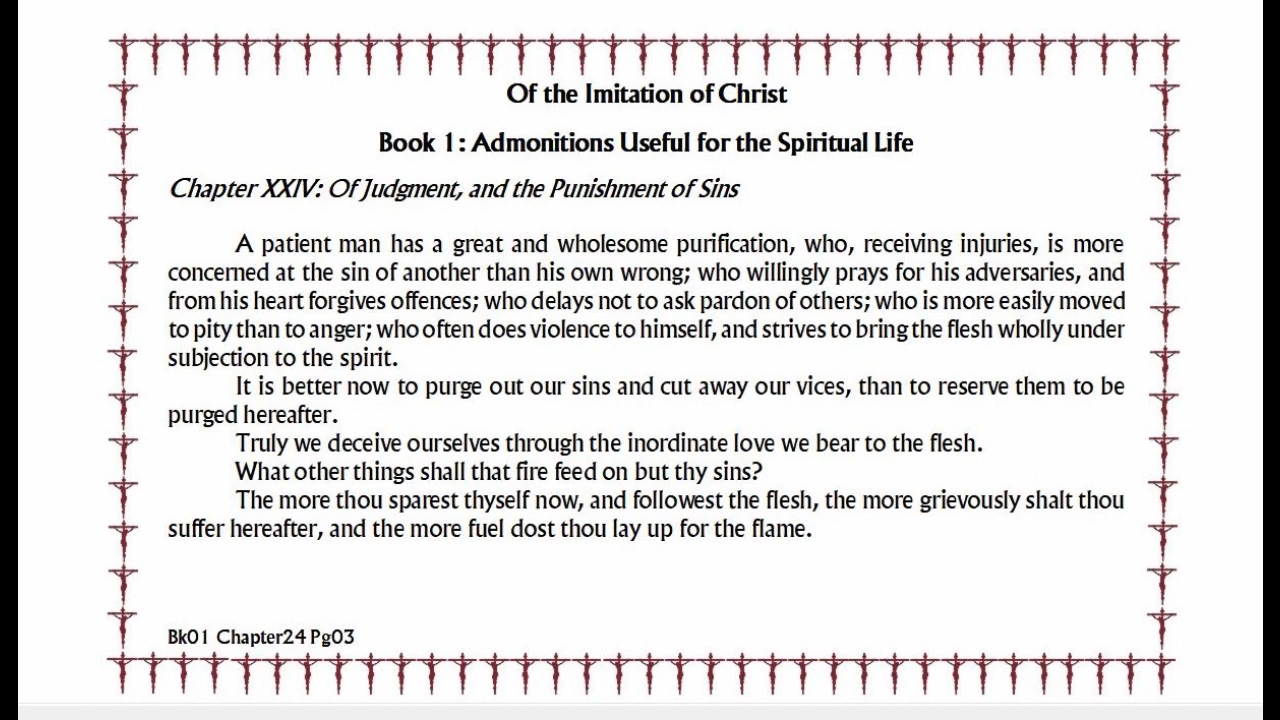 Of the Imitation of Christ
Book 1: Admonitions Useful for the Spiritual Life
Chapter XXIV: Of Judgment, and the Punishment of Sins
A patient man has a great and wholesome purification, who, receiving injuries, is more
concerned at the sin of another than his own wrong; who willingly prays for his adversaries, and
from his heart forgives offences; who delays not to ask pardon of others; who is more easily moved
to pity than to anger; who often does violence to himself, and strives to bring the flesh wholly under
subjection to the spirit.
It is better now to purge out our sins and cut away our vices, than to reserve them to be
purged hereafter.
Truly we deceive ourselves through the inordinate love we bear to the flesh.
What other things shall that fire feed on but thy sins?
The more thou sparest thyself now, and followest the flesh, the more grievously shalt thou
suffer hereafter, and the more fuel dost thou lay up for the flame.
Bk01 Chapter24 Pg03